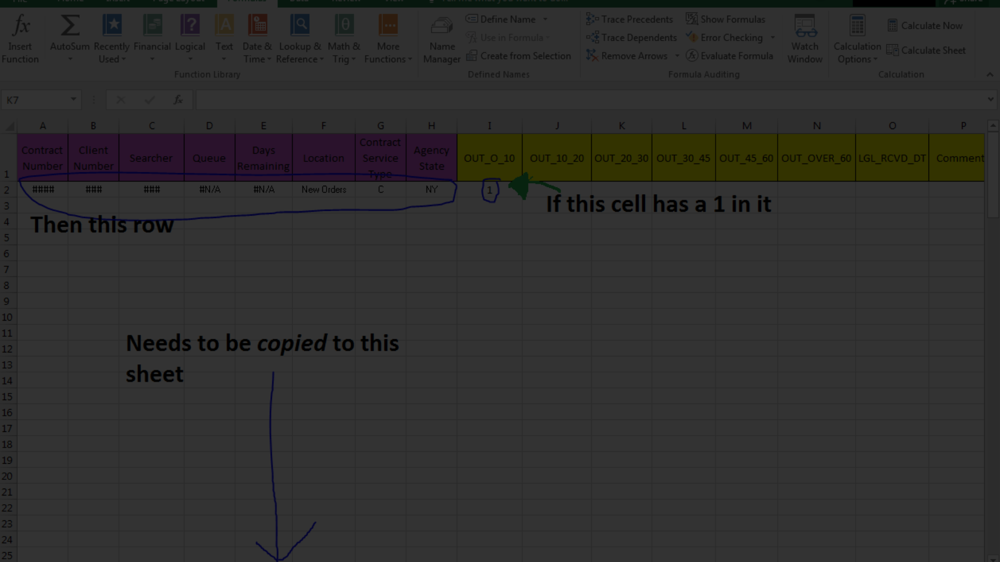 Share
Insert Function
AutoSum
Recently Used
Financial
Logical
Text
Date & Time
Lookup & Reference
Math & Trig
More Functions
Function Library
Name Manager
Define Name
Use in Formula
Create from Selection
Defined Names
Trace Precedents
Trace Dependents
Remove Arrows
Show Formulas
Error Checking
Evaluate Formula
Formula Auditing
Watch Window
Calculation Options
Calculate Now
Calculate Sheet
Calculation
K7 fx
A B C D E F G H I J K L M N O P
1 Contract Number Client Number Searcher Queue Days Remaining Location Contract Service Type Agency State OUT_O_10 OUT_10_20 OUT_20_30 OUT_30_45 OUT_45_60 OUT_OVER_60 LGL_RCVD_DT Comment
2 #### ### ### #N/A #N/A New Orders C NY 1
If this cell has a 1 in it
3
4
Then this row
5
6
7
8
9
10
11
12
Needs to be copied to this
13
14
sheet
15
16
17
18
19
20
21
22
23
24
25